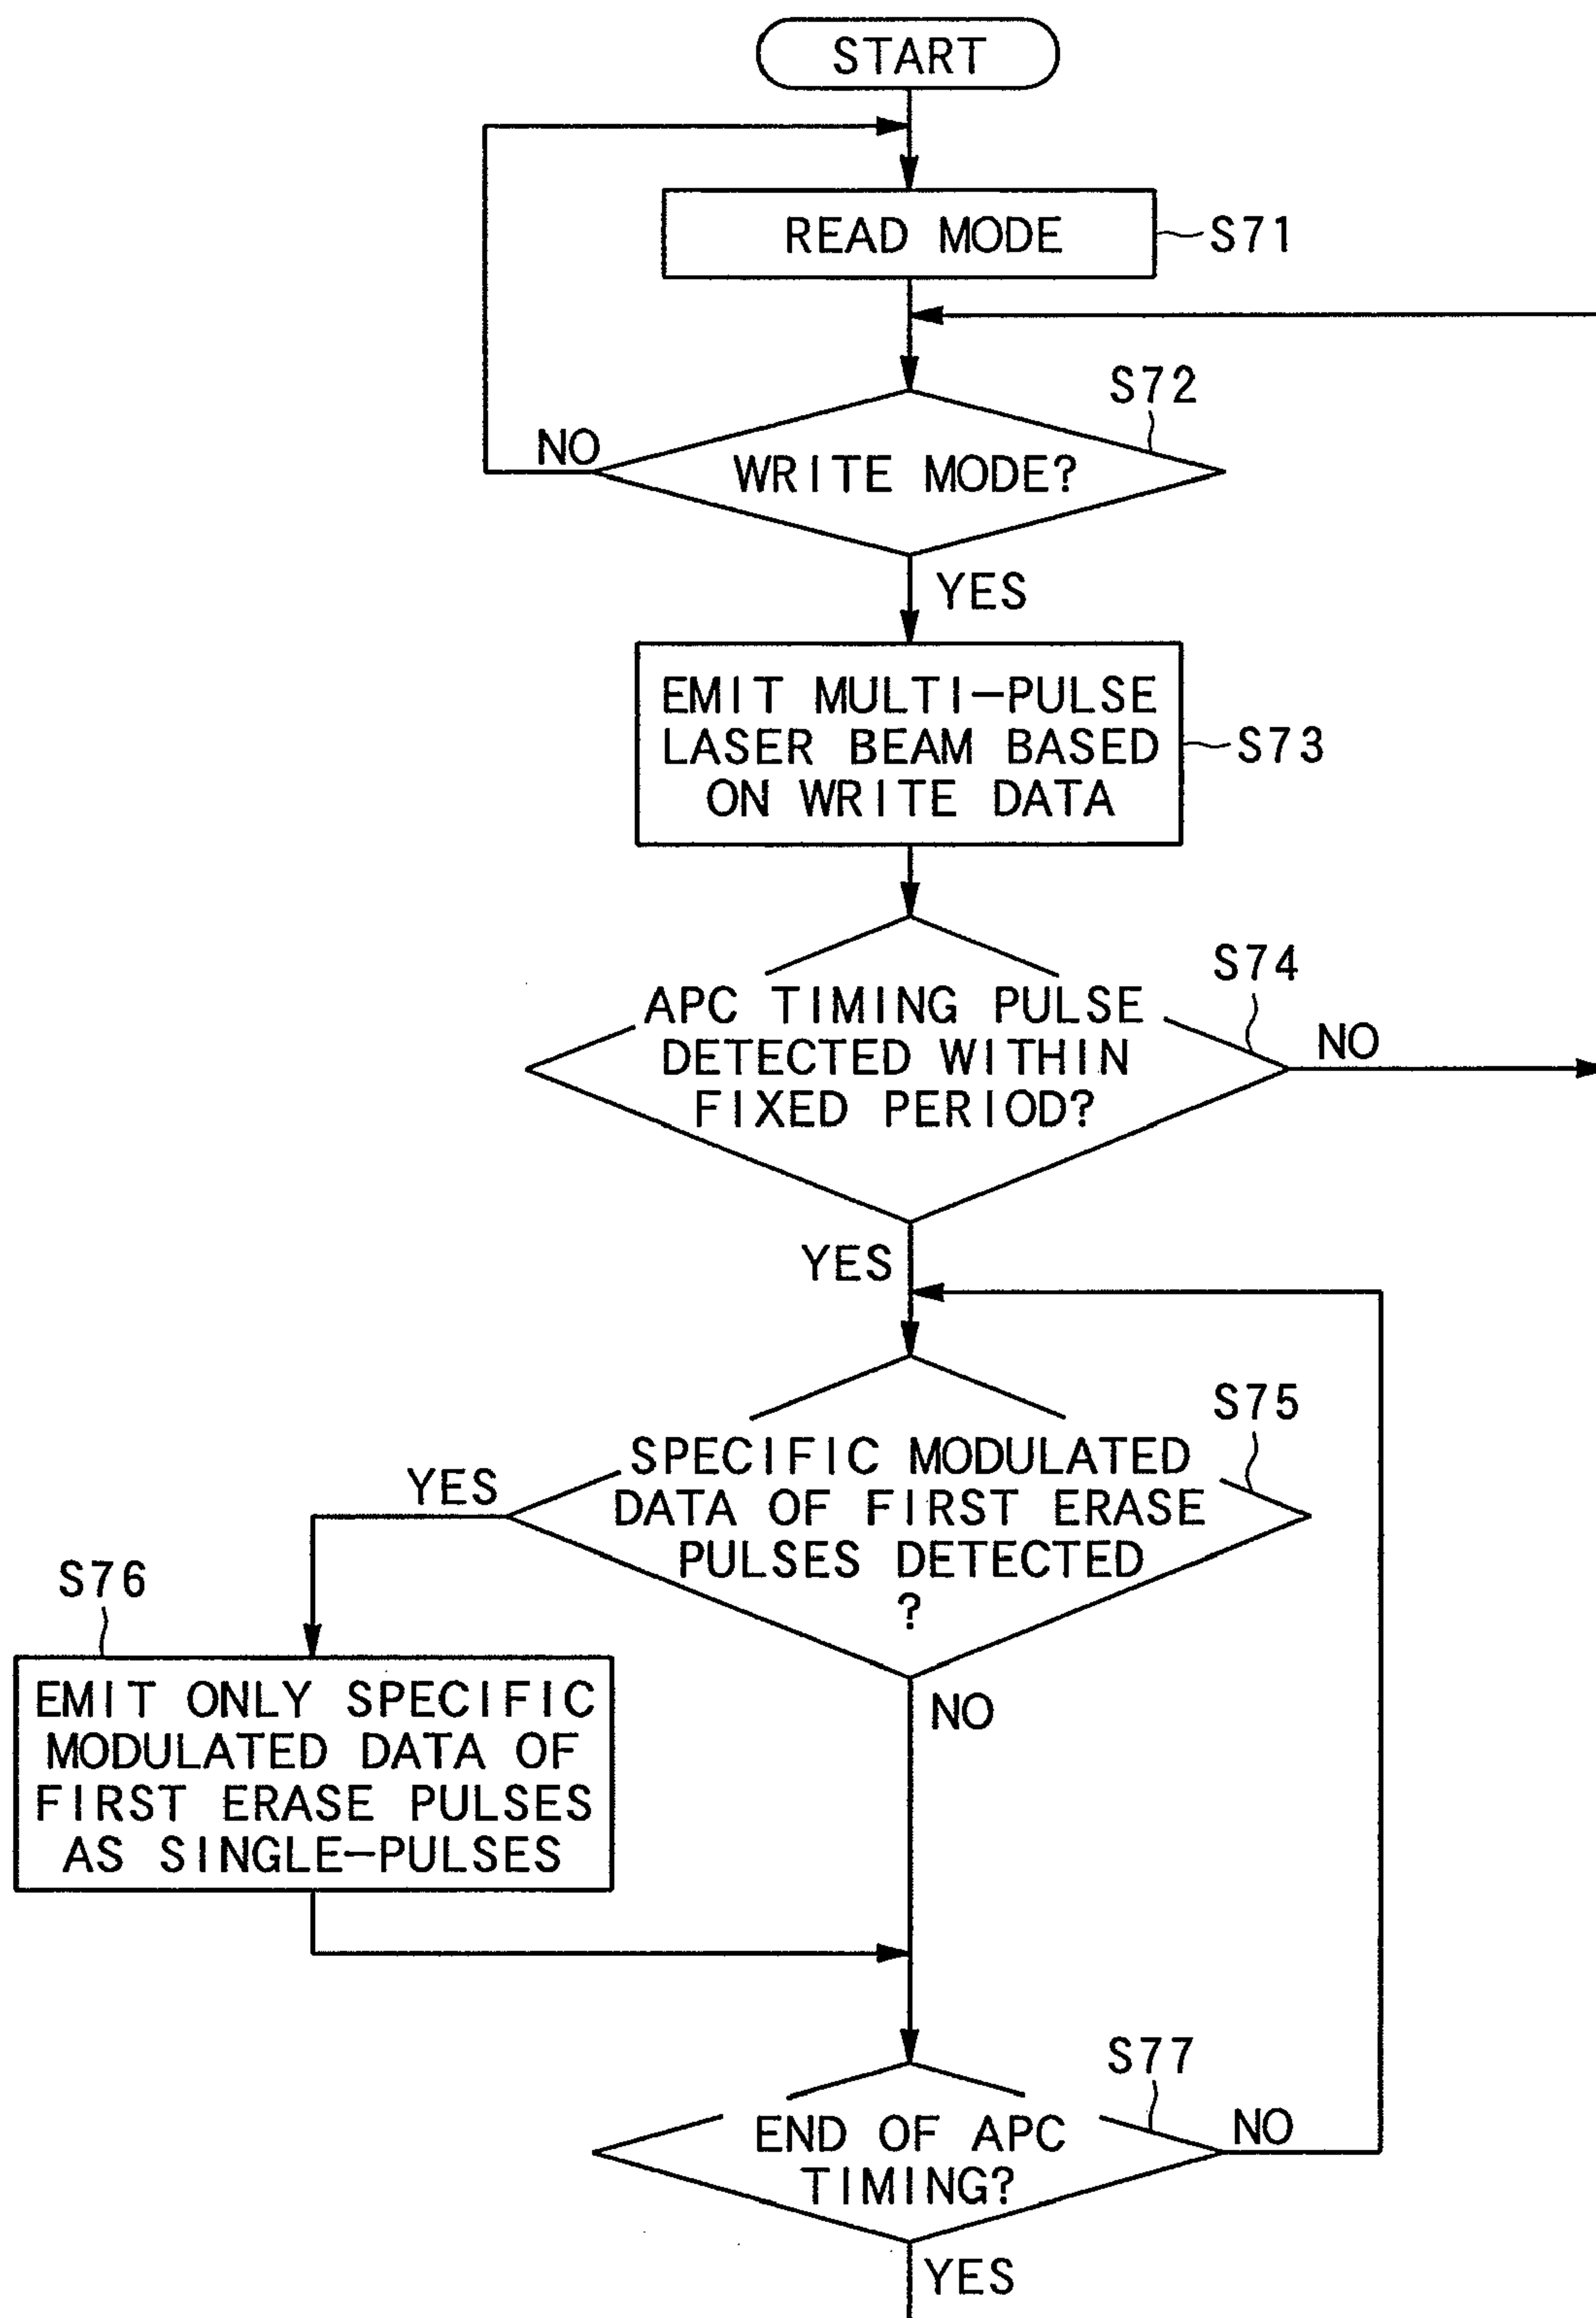 START
READ MODE
S71
S72
NO
WRITE MODE?
YES
EMIT MULTI-PULSE
LASER BEAM BASED
ON WRITE DATA
S73
S74
APC TIMING PULSE
DETECTED WITHIN
FIXED PERIOD?
NO
YES
S75
SPECIFIC MODULATED
DATA OF FIRST ERASE
PULSES DETECTED
?
YES
S76
EMIT ONLY SPECIFIC
MODULATED DATA OF
FIRST ERASE PULSES
AS SINGLE-PULSES
NO
S77
END OF APC
TIMING?
NO
YES